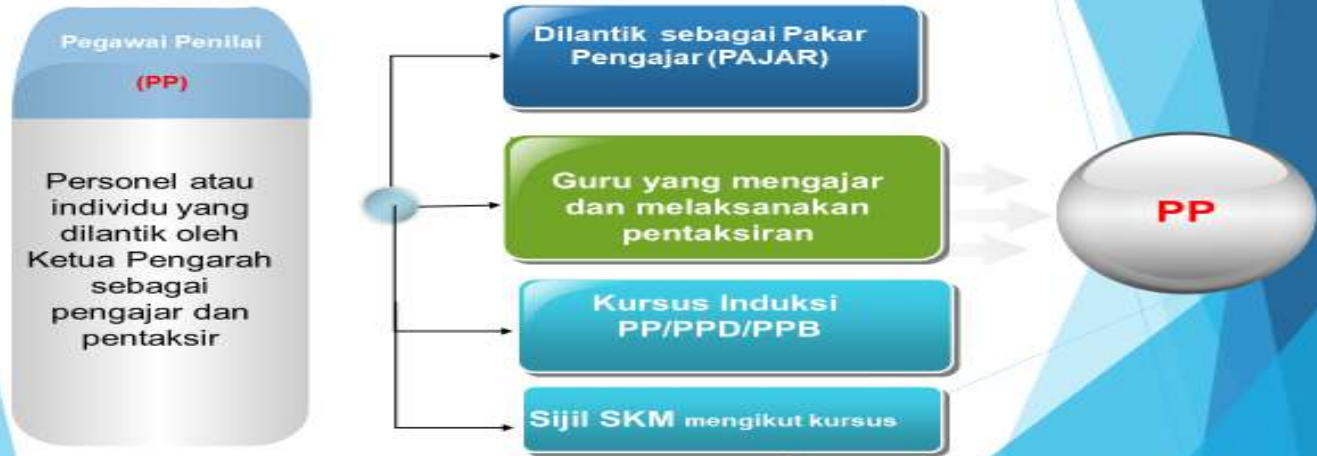 Pegawai Penilai
(PP)
Personel atau
individu yang
dilantik oleh
Ketua Pengarah
sebagai
pengajar dan
pentaksir
Dilantik sebagai Pakar
Pengajar (PAJAR)
Guru yang mengajar
dan melaksanakan
pentaksiran
Kursus Induksi
PP/PPD/PPB
Sijil SKM mengikut kursus
PP